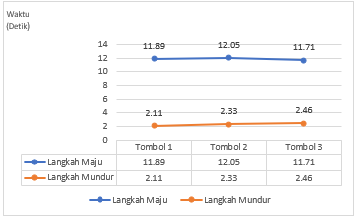 Waktu
(Detik)
14
12
10
8
6
4
2
0
11.89 12.05 11.71
2.11 2.33 2.46
Tombol 1 Tombol 2 Tombol 3
Langkah Maju 11.89 12.05 11.71
Langkah Mundur 2.11 2.33 2.46
Langkah Maju Langkah Mundur